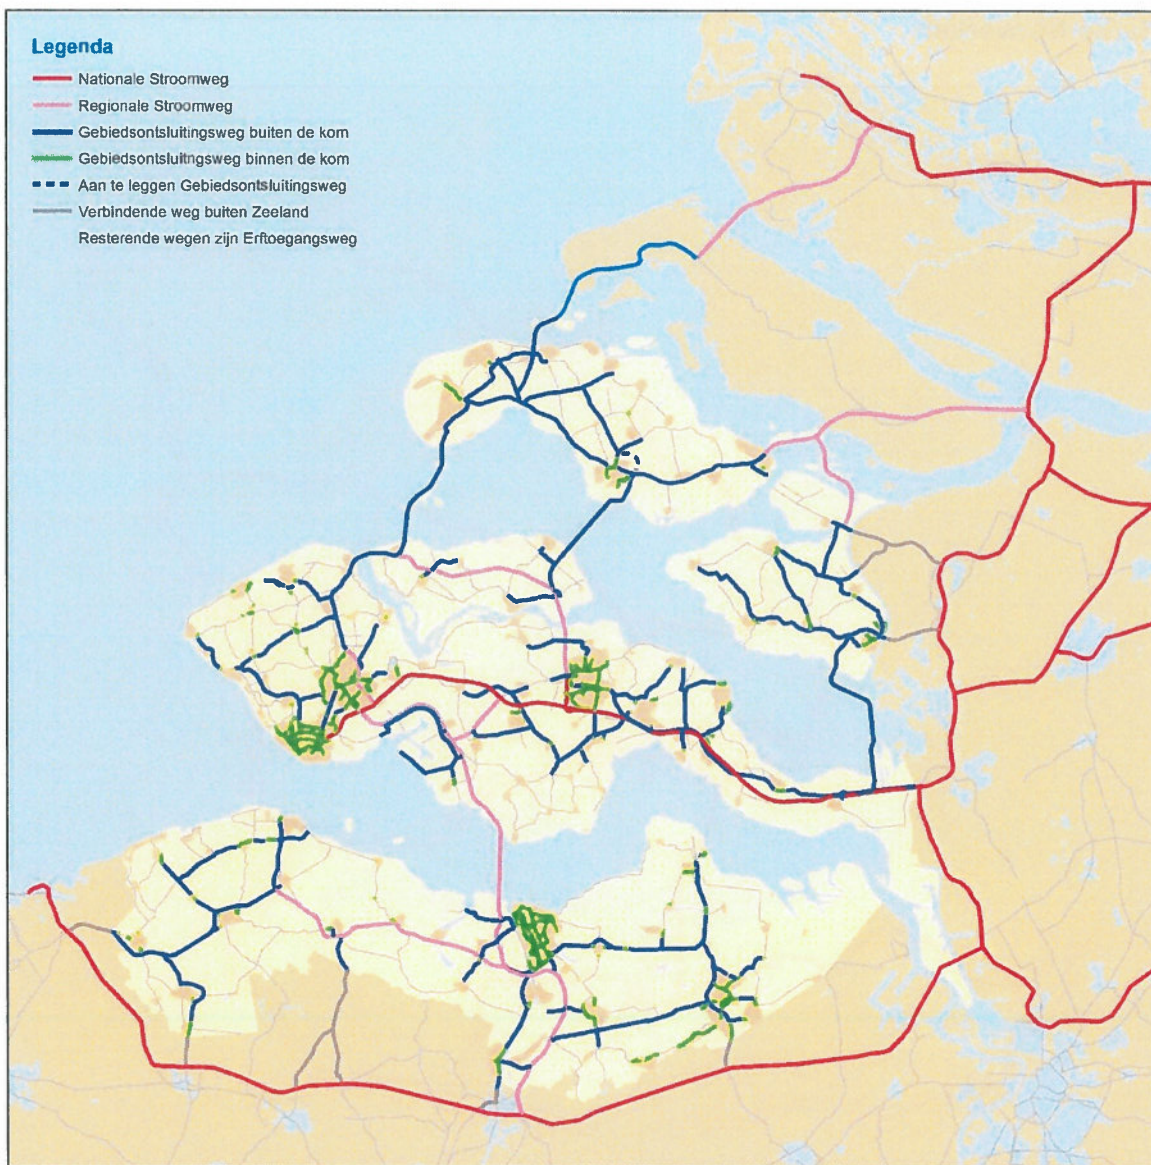 Legenda
Nationale Stroomweg
Regionale Stroomweg
Gebiedsontsluitingsweg buiten de kom
Gebiedsontsluitngsweg binnen de kom
Aan te leggen Gebiedsontsluitingsweg
Verbindende weg buiten Zeeland
Resterende wegen zijn Erftoegangsweg